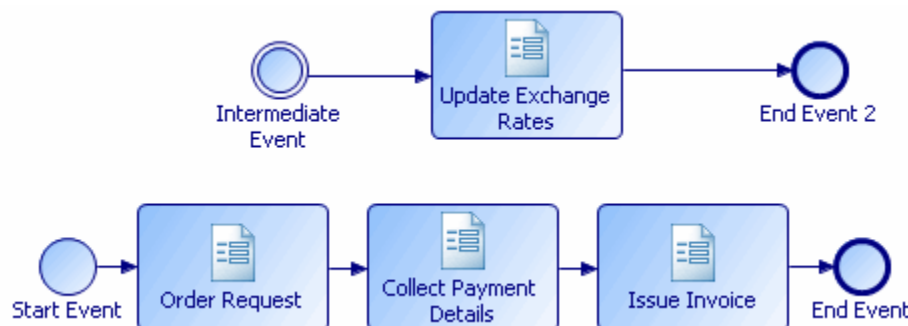 Update Exchange
Rates
Intermediate
Event
End Event 2
Start Event
Order Request
Collect Payment
Details
Issue Invoice
End Event